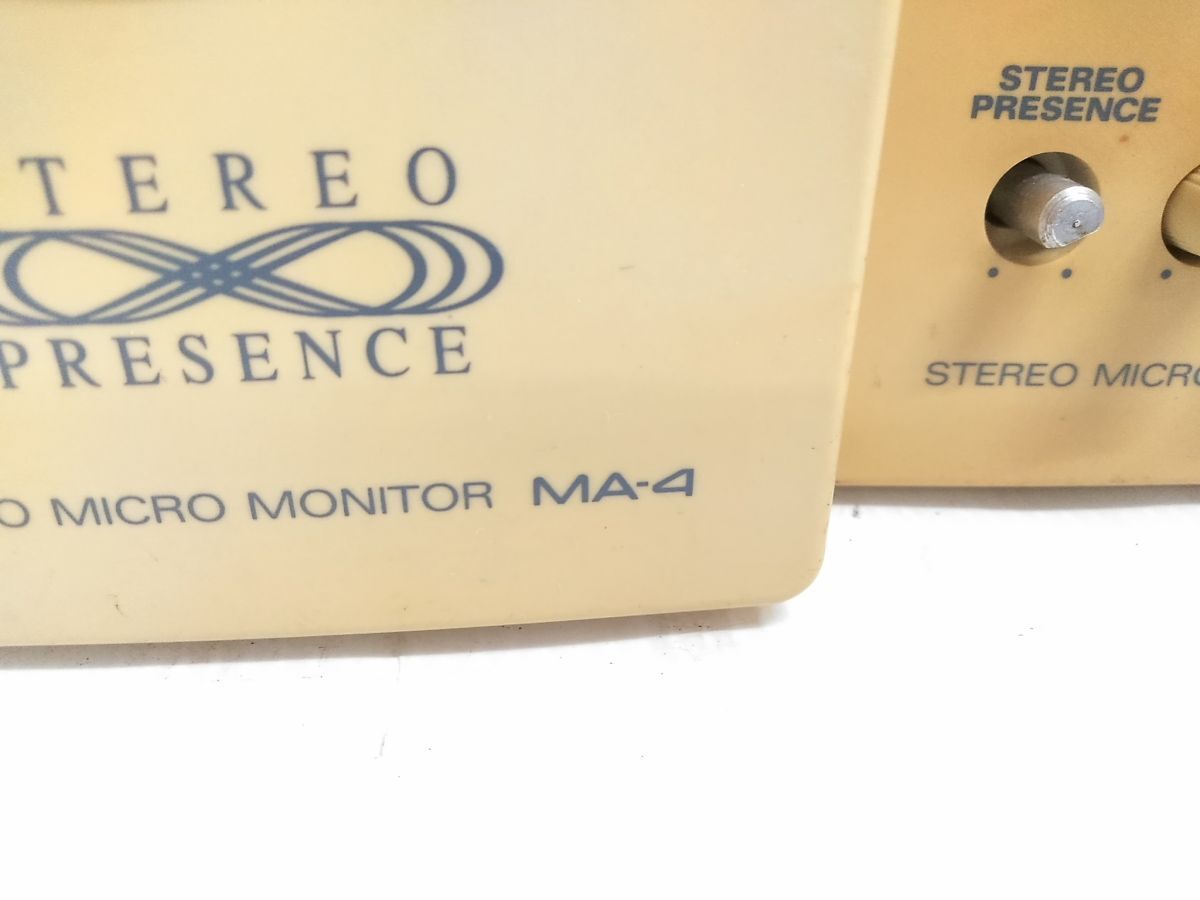 TEREO
PRESENCE
O MICRO MONITOR MA-4
STEREO
PRESENCE
STEREO MICRO